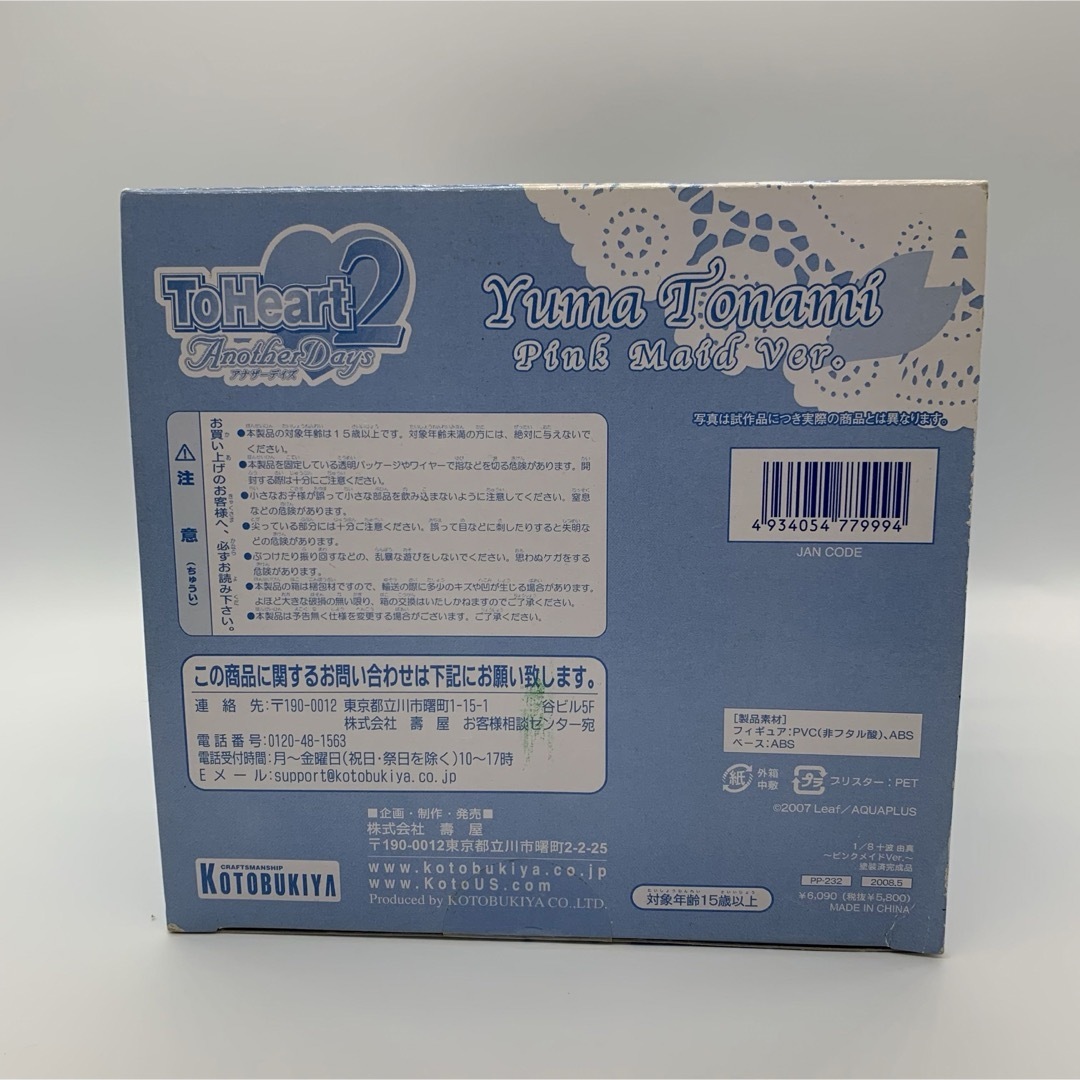 ToHeart2
AnotherDays
アナザーデイズ
Yuma Tonami
Pink Maid Ver.
写真は試作品につき実際の商品とは異なります。
⚠注意
(ちゅうい)
お買い上げのお客様へ、必ずお読み下さい。
●本製品の対象年齢は15歳以上です。対象年齢未満の方には、絶対に与えないで
ください。
●本製品を固定している透明パッケージやワイヤーで指などを切る危険があります。開
封する際は十分にご注意ください。
●小さなお子様が誤って小さな部品を飲み込まないように注意してください。窒息
などの危険があります。
●尖っている部分には十分ご注意ください。誤って目などに刺したりすると失明な
どの危険があります。
●ぶつけたり振り回すなどの、乱暴な遊びをしないでください。思わぬケガをする
危険があります。
●本製品の箱は梱包材ですので、輸送の際に多少のキズや凹が生じる場合があります。
よほど大きな破損の無い限り、箱の交換はいたしかねますのでご了承ください。
●本製品は予告無く仕様を変更する場合がございます。ご了承ください。
4 934054 779994
JAN CODE
この商品に関するお問い合わせは下記にお願い致します。
連絡先:〒190-0012 東京都立川市曙町1-15-1 谷ビル5F
株式会社 壽屋 お客様相談センター宛
電話番号:0120-48-1563
電話受付時間:月～金曜日(祝日・祭日を除く)10～17時
Eメール:support@kotobukiya.co.jp
[製品素材]
フィギュア:PVC(非フタル酸)、ABS
ベース:ABS
紙 外箱
中敷
プラ ブリスター:PET
©2007 Leaf/AQUAPLUS
■企画・制作・発売■
株式会社 壽屋
〒190-0012東京都立川市曙町2-2-25
www.kotobukiya.co.jp
www.KotoUS.com
Produced by KOTOBUKIYA CO.,LTD.
CRAFTSMANSHIP
KOTOBUKIYA
対象年齢15歳以上
1/8 十波 由真
～ピンクメイドVer.～
塗装済完成品
PP-232 2008.5
¥6,090 (税抜¥5,800)
MADE IN CHINA